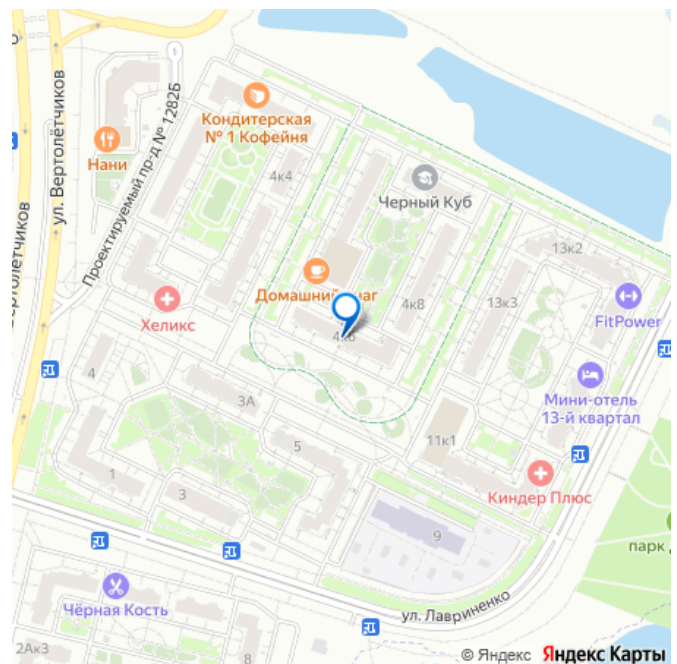 ул. Вертолётчиков
Проектируемый пр-д № 1282Б
Нани
Кондитерская
№ 1 Кофейня
4к4
Черный Куб
Домашний
4к8
13к2
13к3
FitPower
Хеликс
4
3А
Мини-отель
13-й квартал
11к1
5
1
3
Киндер Плюс
9
парк
ул. Лавриненко
Чёрная Кость
2Ак3
8
© Яндекс Яндекс Карты